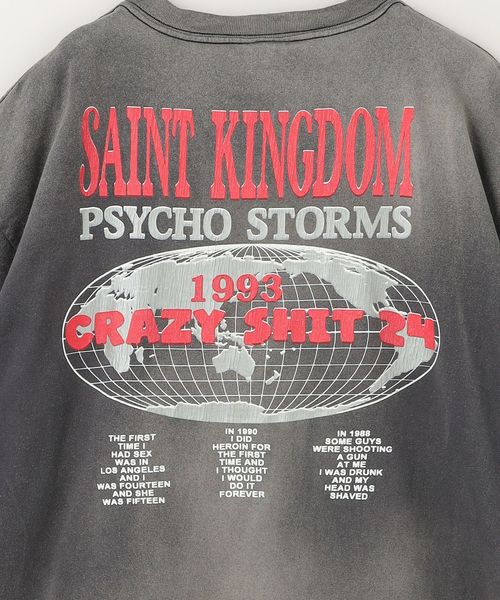 SAINT KINGDOM
PSYCHO STORMS
1993
CRAZY SHIT 24
THE FIRST
TIME I
HAD SEX
WAS IN
LOS ANGELES
AND I
WAS FOURTEEN
AND SHE
WAS FIFTEEN
IN 1990
I DID
HEROIN FOR
THE FIRST
TIME AND
I THOUGHT
I WOULD
DO IT
FOREVER
IN 1988
SOME GUYS
WERE SHOOTING
A GUN
AT ME
I WAS DRUNK
AND MY
HEAD WAS
SHAVED